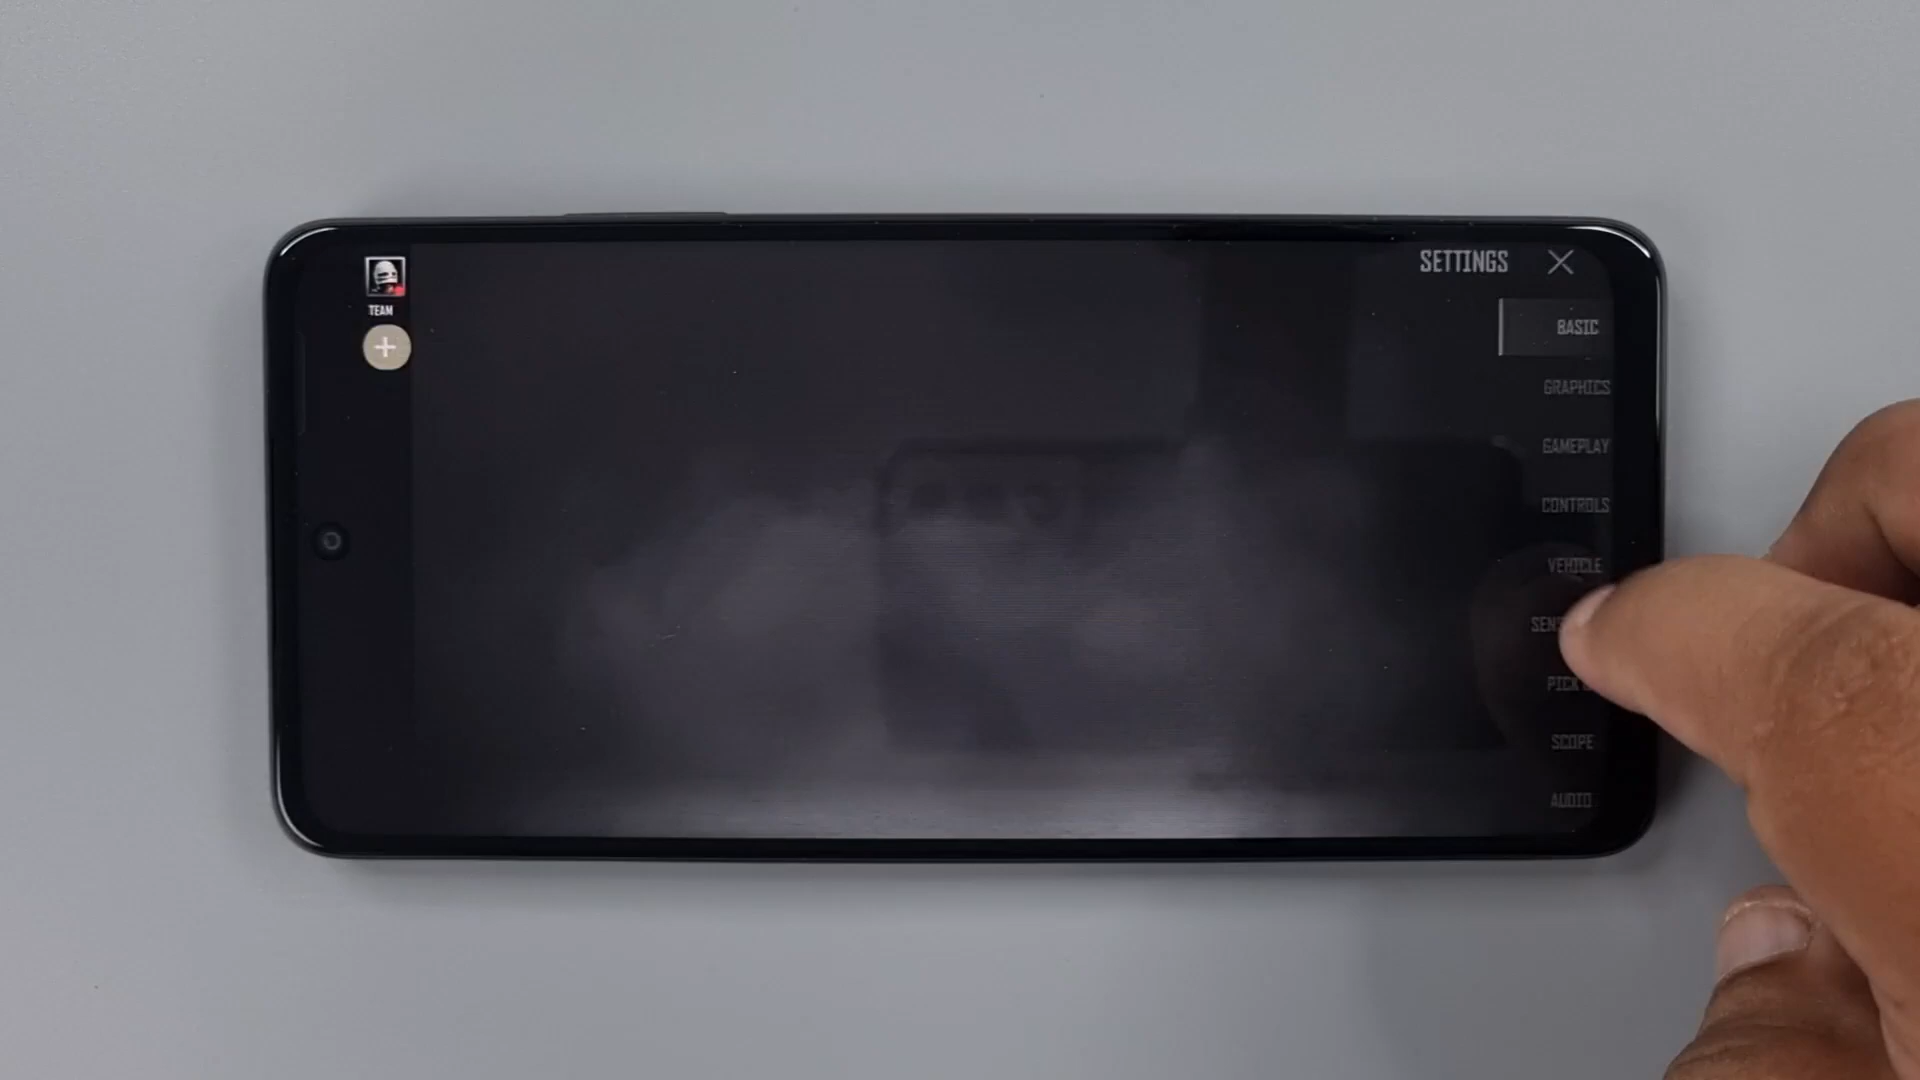 TEAM
SETTINGS
BASIC
GRAPHICS
GAMEPLAY
CONTROLS
VEHICLE
SCOPE
AUDIO